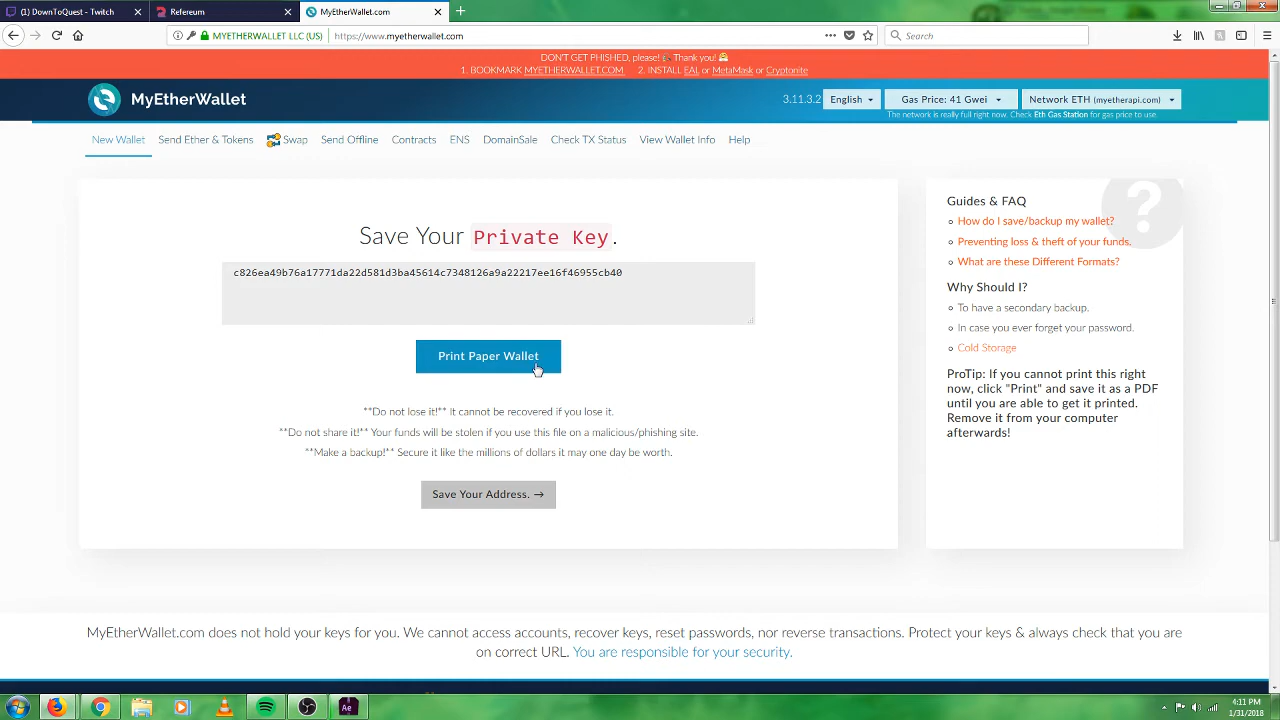 (1) DownToQuest - Twitch
Refereum
MyEtherWallet.com
MYETHERWALLET LLC (US)
https://www.myetherwallet.com
Search
DON'T GET PHISHED, please! Thank you!
1. BOOKMARK MYETHERWALLET.COM 2. INSTALL EAL or MetaMask or Cryptonite
MyEtherWallet
3.11.3.2 English Gas Price: 41 Gwei Network ETH (myetherapi.com)
The network is really full right now. Check Eth Gas Station for gas price to use.
New Wallet Send Ether & Tokens Swap Send Offline Contracts ENS DomainSale Check TX Status View Wallet Info Help
Save Your Private Key.
c826ea49b76a17771da22d581d3ba45614c7348126a9a22217ee16f46955cb40
Print Paper Wallet
**Do not lose it!** It cannot be recovered if you lose it.
**Do not share it!** Your funds will be stolen if you use this file on a malicious/phishing site.
**Make a backup!** Secure it like the millions of dollars it may one day be worth.
Save Your Address. →
Guides & FAQ
How do I save/backup my wallet?
Preventing loss & theft of your funds.
What are these Different Formats?
Why Should I?
To have a secondary backup.
In case you ever forget your password.
Cold Storage
ProTip: If you cannot print this right
now, click "Print" and save it as a PDF
until you are able to get it printed.
Remove it from your computer
afterwards!
MyEtherWallet.com does not hold your keys for you. We cannot access accounts, recover keys, reset passwords, nor reverse transactions. Protect your keys & always check that you are
on correct URL. You are responsible for your security.
Ae
4:11 PM
1/31/2018